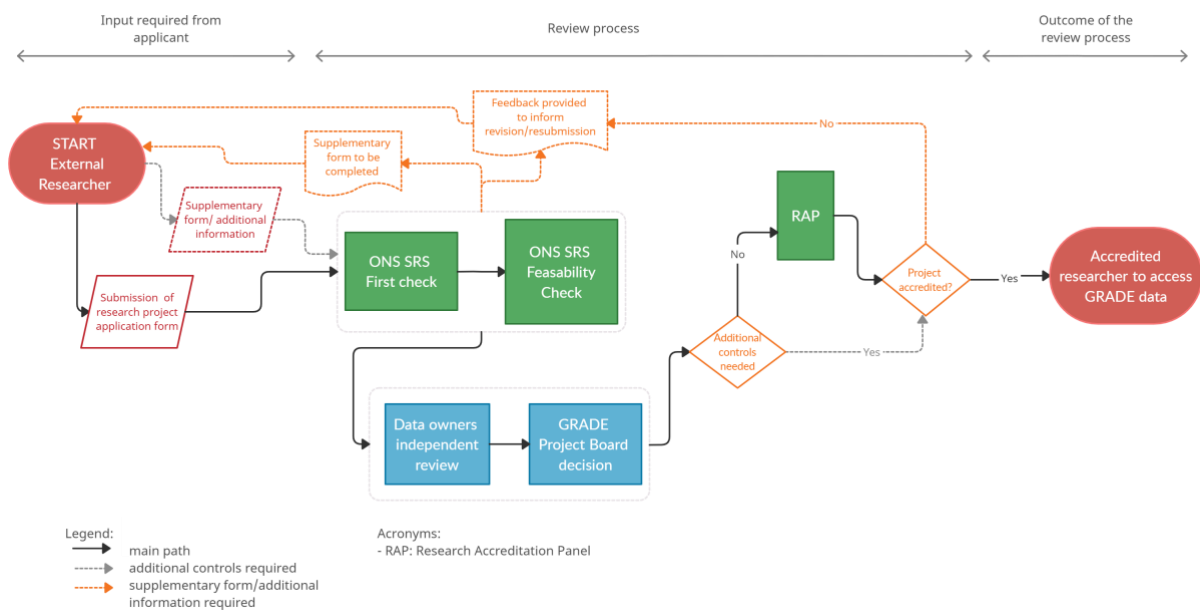 Input required from
applicant
Review process
Outcome of the
review process
Feedback provided
to inform
revision/resubmission
No
START
External
Researcher
Supplementary
form to be
completed
Supplementary
form/ additional
information
RAP
ONS SRS
First check
ONS SRS
Feasability
Check
No
Project
accredited?
Yes
Accredited
researcher to access
GRADE data
Submission of
research project
application form
Additional
controls
needed
Yes
Data owners
independent
review
GRADE
Project Board
decision
Legend:
main path
additional controls required
supplementary form/additional
information required
Acronyms:
- RAP: Research Accreditation Panel